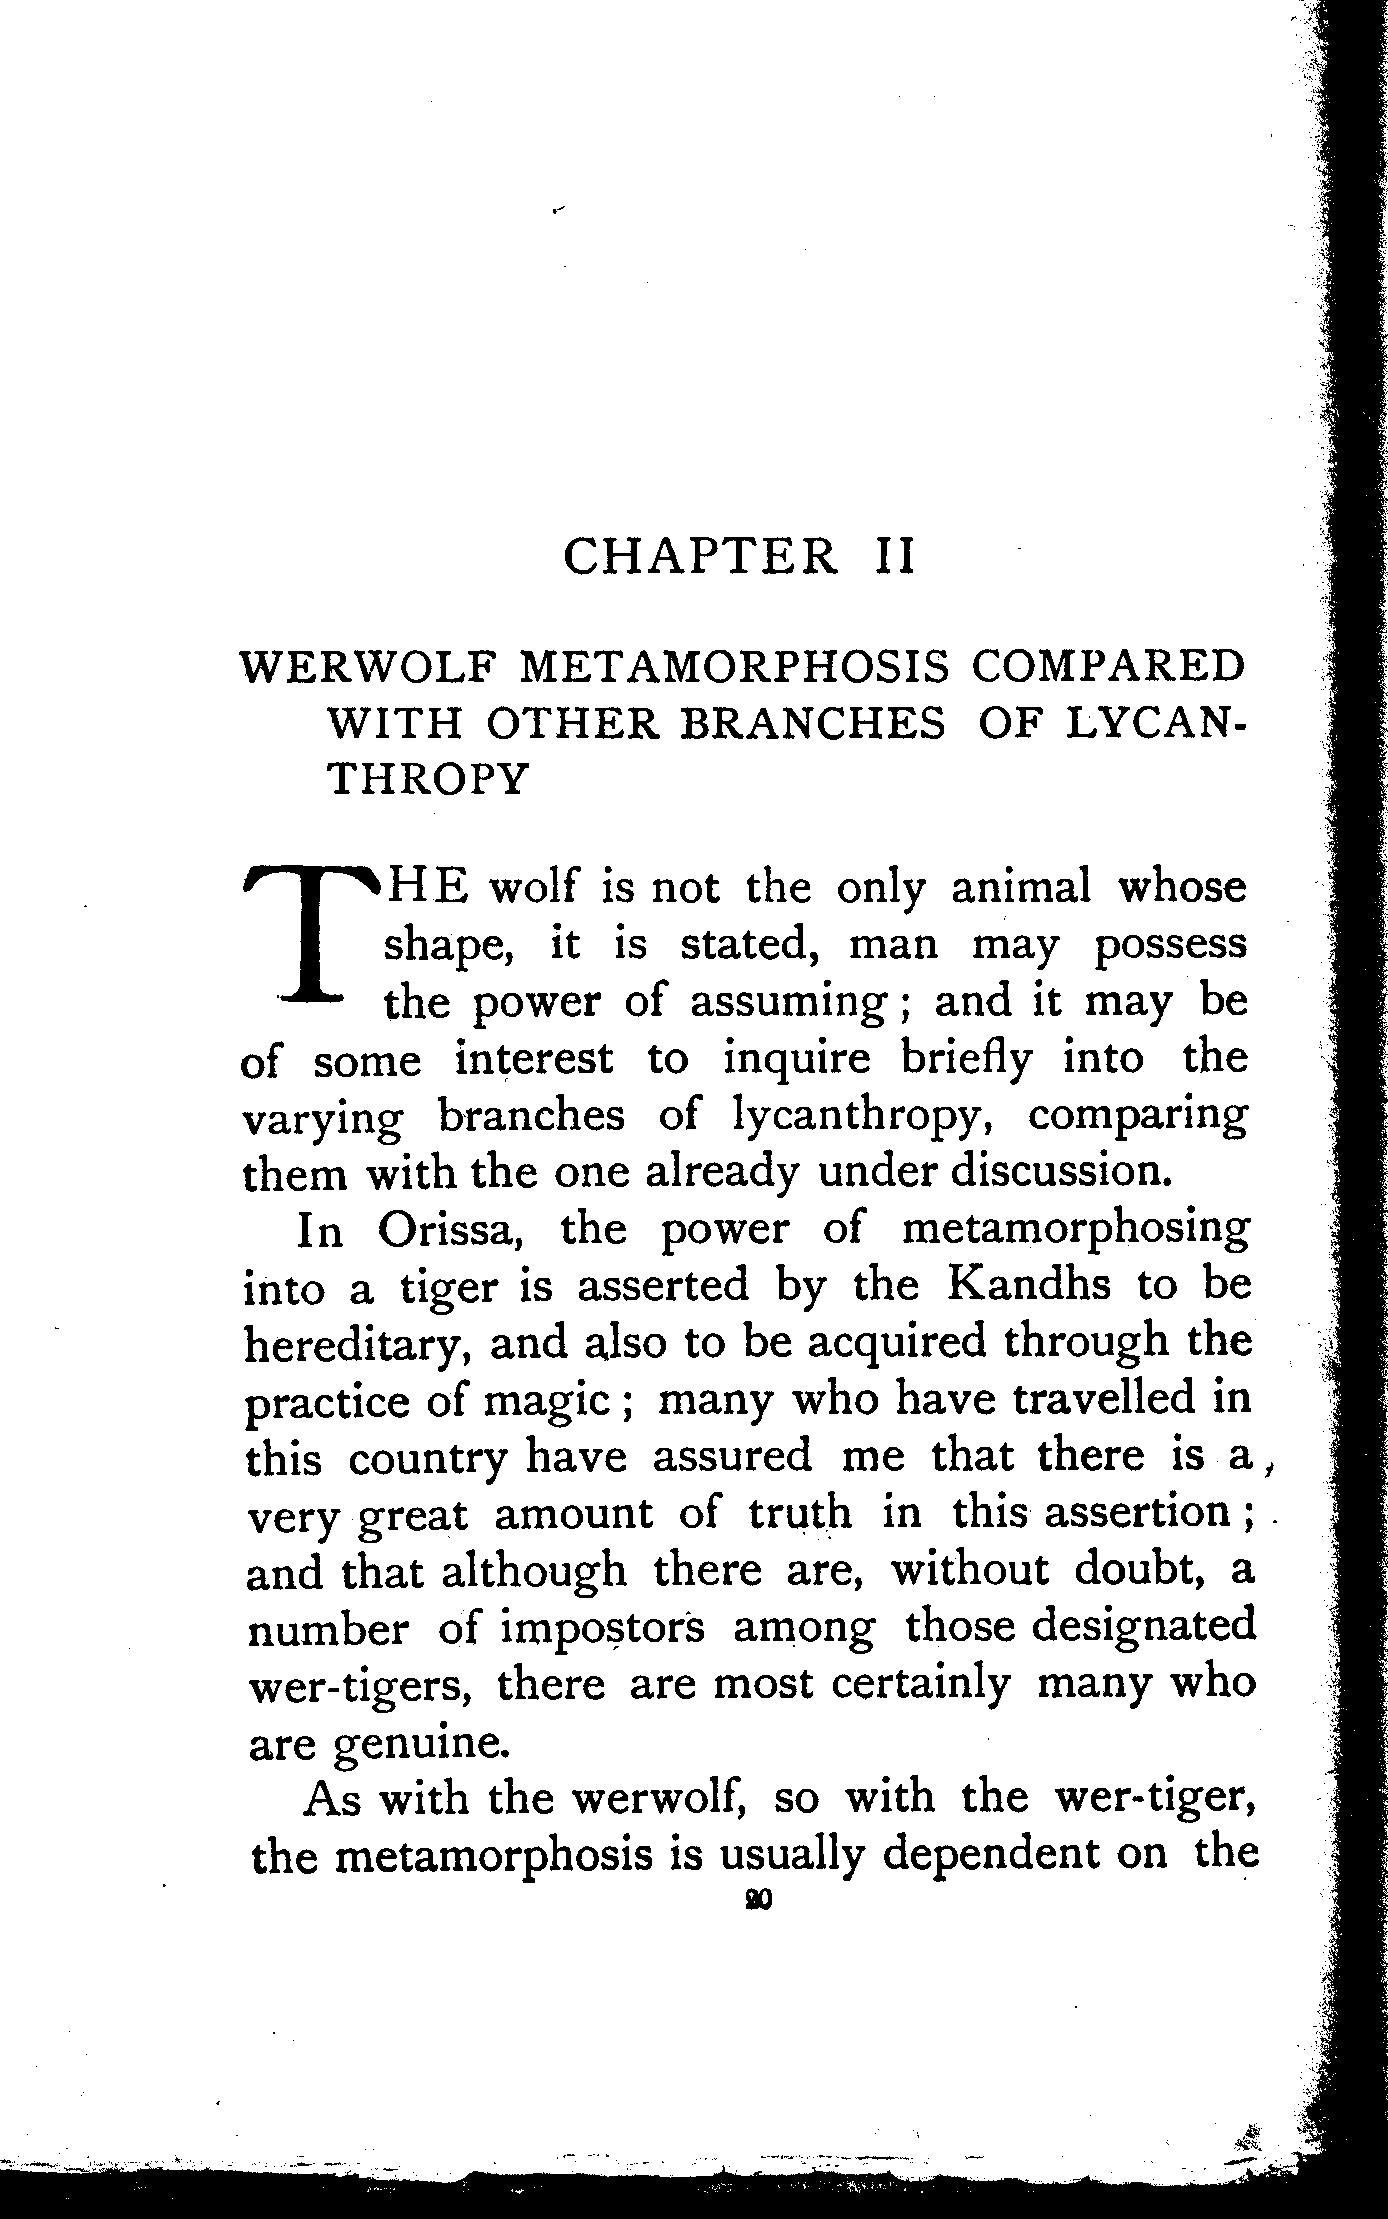 CHAPTER II
WERWOLF METAMORPHOSIS COMPARED
WITH OTHER BRANCHES OF LYCAN-
THROPY
THE wolf is not the only animal whose
shape, it is stated, man may possess
the power of assuming ; and it may be
of some interest to inquire briefly into the
varying branches of lycanthropy, comparing
them with the one already under discussion.
In Orissa, the power of metamorphosing
into a tiger is asserted by the Kandhs to be
hereditary, and also to be acquired through the
practice of magic ; many who have travelled in
this country have assured me that there is a
very great amount of truth in this assertion ;
and that although there are, without doubt, a
number of impostors among those designated
wer-tigers, there are most certainly many who
are genuine.
As with the werwolf, so with the wer-tiger,
the metamorphosis is usually dependent on the
20